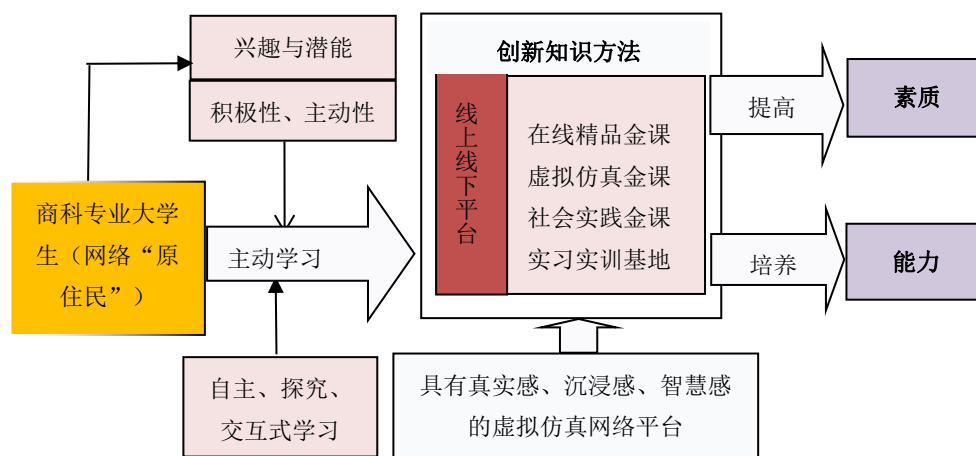 兴趣与潜能
积极性、主动性
商科专业大学
生（网络“原
住民”）
主动学习
自主、探究、
交互式学习
创新知识方法
线上线下平台
在线精品金课
虚拟仿真金课
社会实践金课
实习实训基地
具有真实感、沉浸感、智慧感
的虚拟仿真网络平台
提高
素质
培养
能力